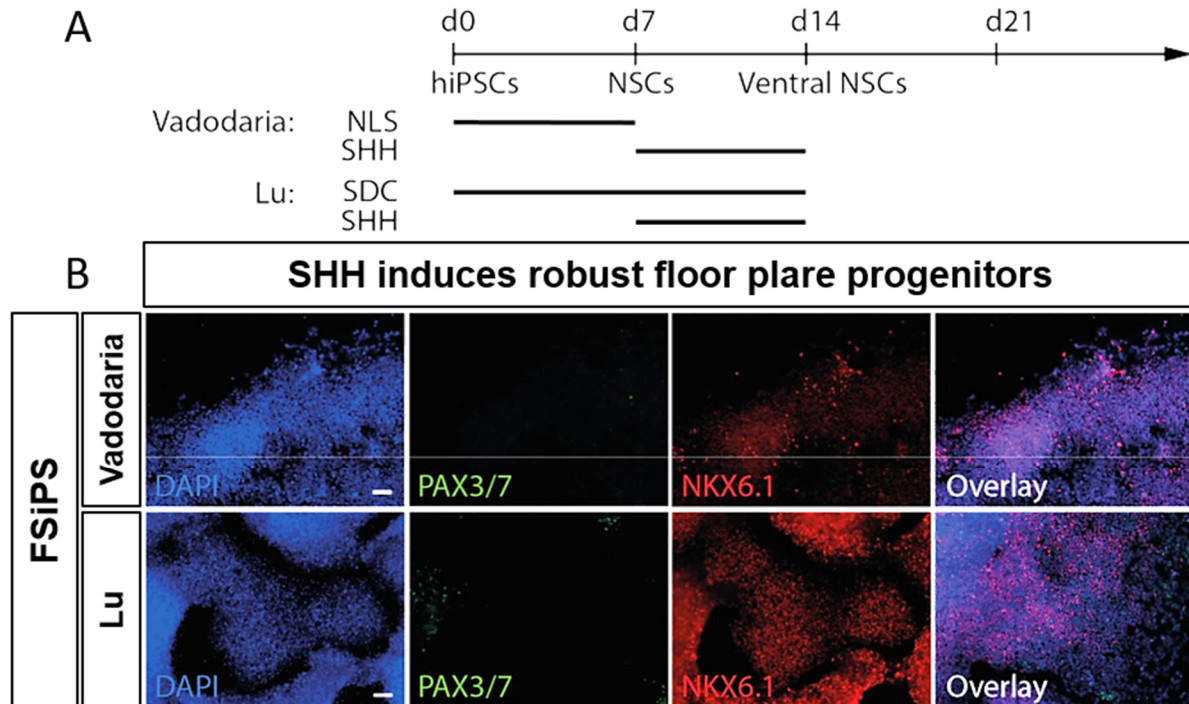 A
d0 d7 d14 d21
hiPSCs NSCs Ventral NSCs
Vadodaria: NLS
SHH
Lu: SDC
SHH
B
SHH induces robust floor plare progenitors
FSiPS
Vadodaria
DAPI PAX3/7 NKX6.1 Overlay
Lu
DAPI PAX3/7 NKX6.1 Overlay